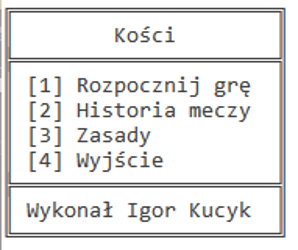 Kości
[1] Rozpocznij grę
[2] Historia meczy
[3] Zasady
[4] Wyjście
Wykonał Igor Kucyk